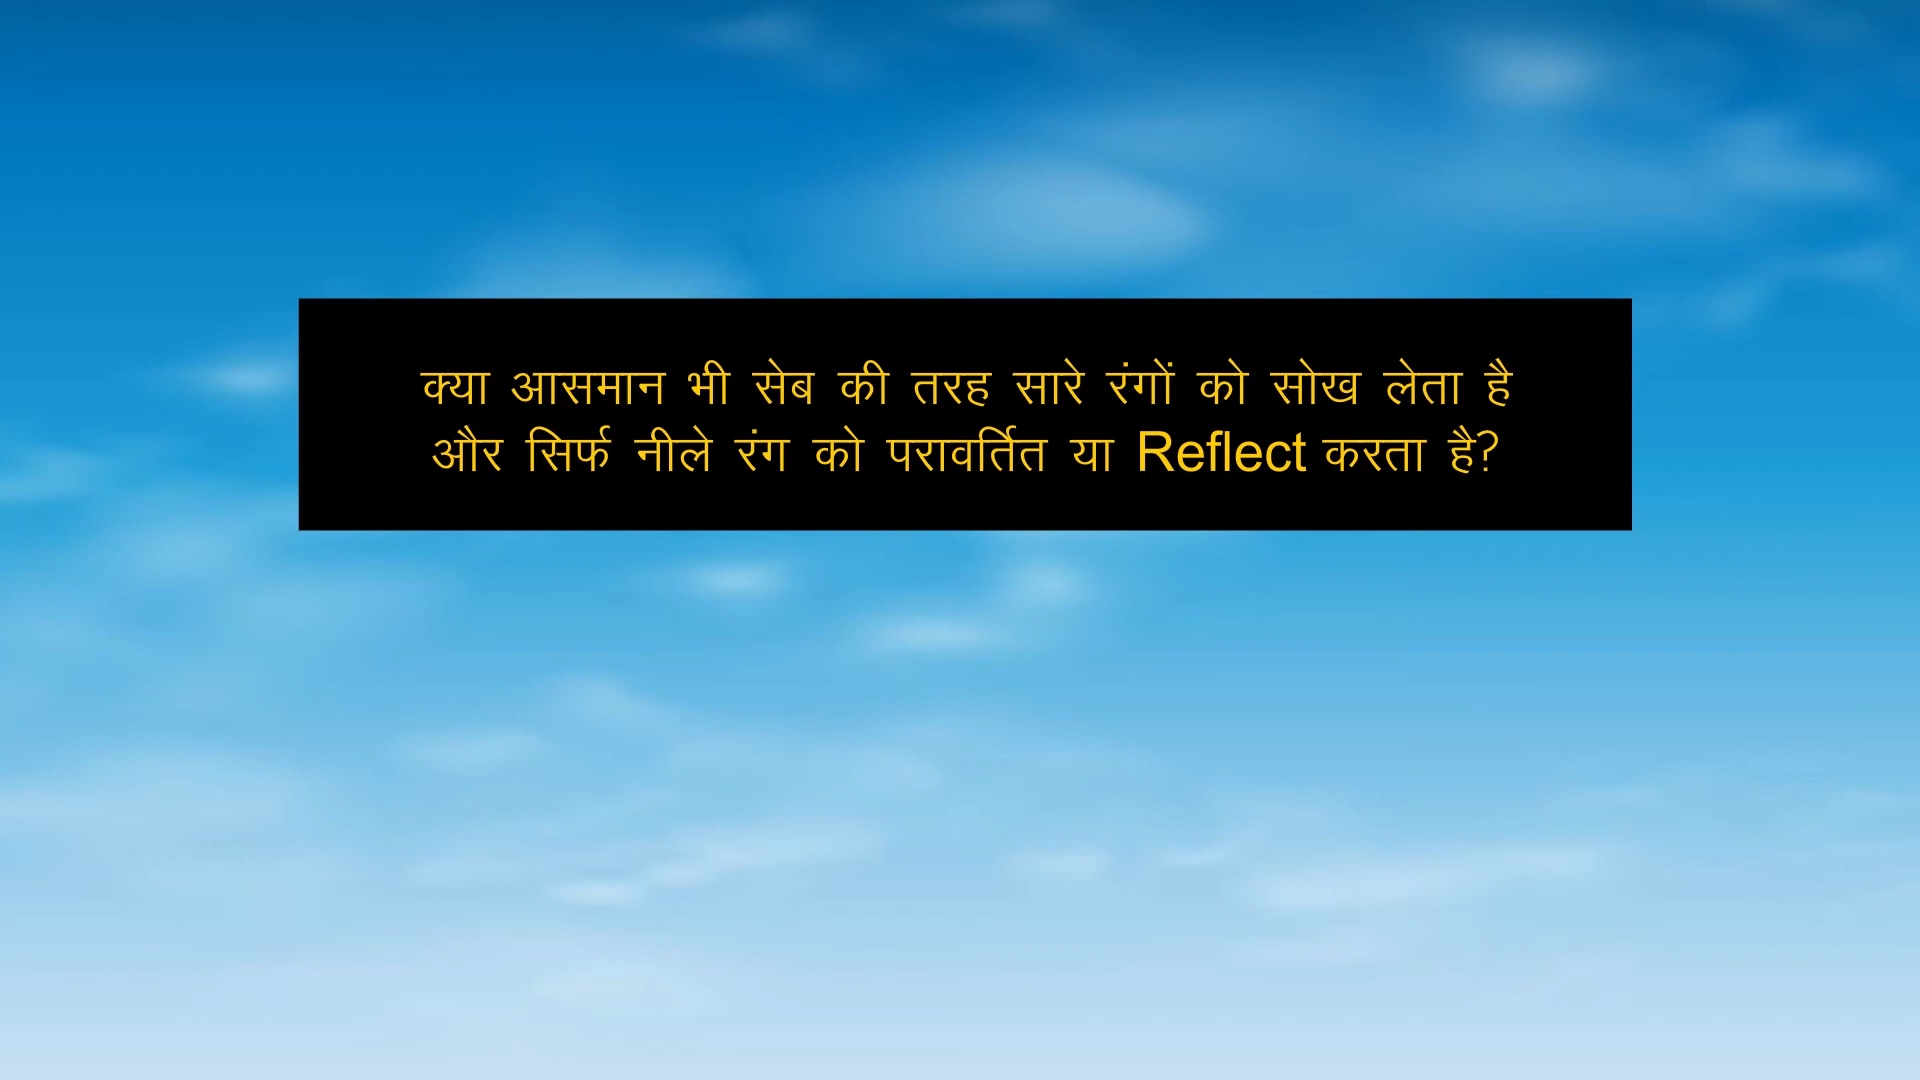 क्या आसमान भी सेब की तरह सारे रंगों को सोख लेता है
और सिर्फ नीले रंग को परावर्तित या Reflect करता है?